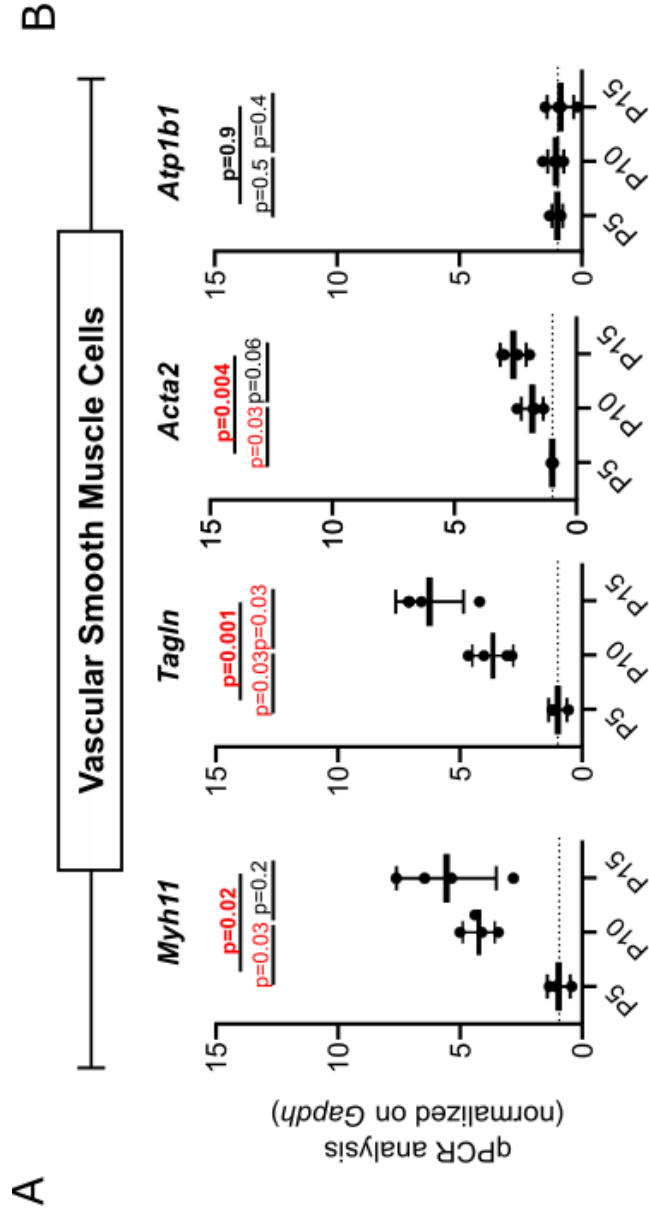 A
B
Vascular Smooth Muscle Cells
qPCR analysis
(normalized on Gapdh)
Myh11
p=0.02
p=0.03 p=0.2
15
10
5
0
P5 P10 P15
Tagln
p=0.001
p=0.03 p=0.03
15
10
5
0
P5 P10 P15
Acta2
p=0.004
p=0.03 p=0.06
15
10
5
0
P5 P10 P15
Atp1b1
p=0.9
p=0.5 p=0.4
15
10
5
0
P5 P10 P15